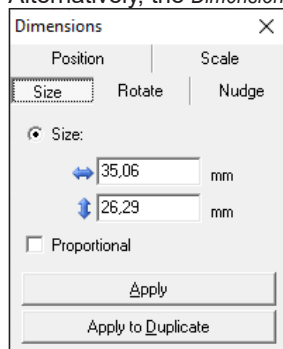 Alternatively, the Dimension
Dimensions
Position Scale
Size Rotate Nudge
Size:
35,06 mm
26,29 mm
Proportional
Apply
Apply to Duplicate